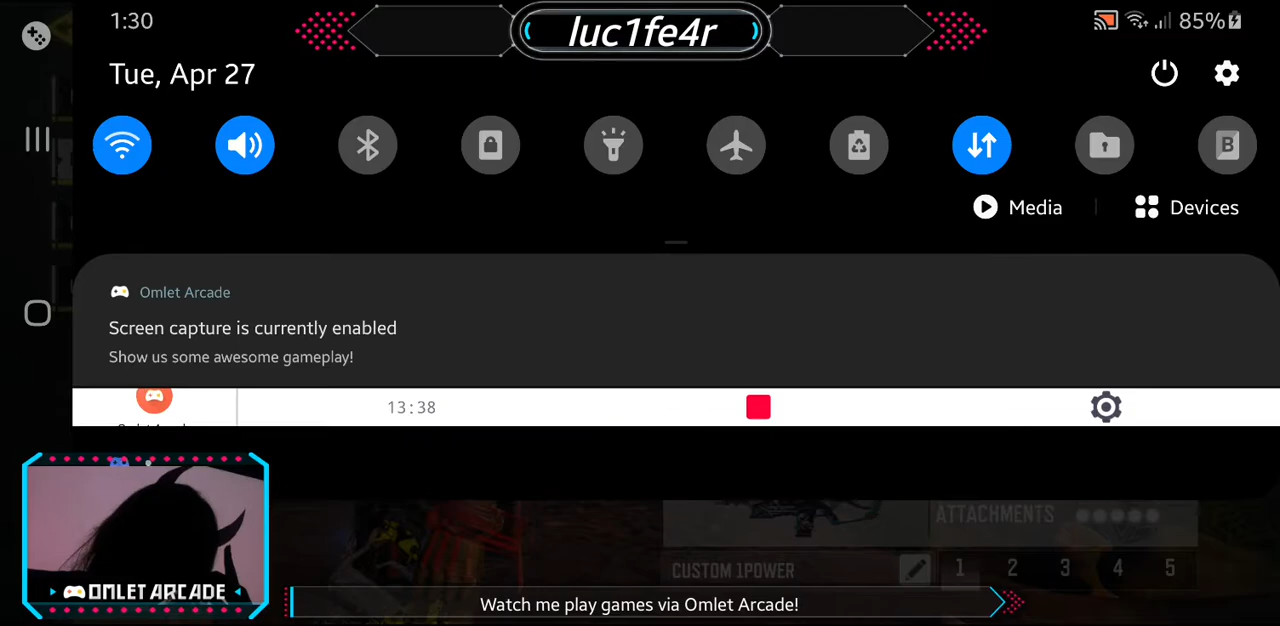 1:30
luc1fe4r
85%
Tue, Apr 27
B
Media
Devices
Omlet Arcade
Screen capture is currently enabled
Show us some awesome gameplay!
13:38
ATTACHMENTS
CUSTOM 1POWER
1 2 3 4 5
OMLET ARCADE
Watch me play games via Omlet Arcade!